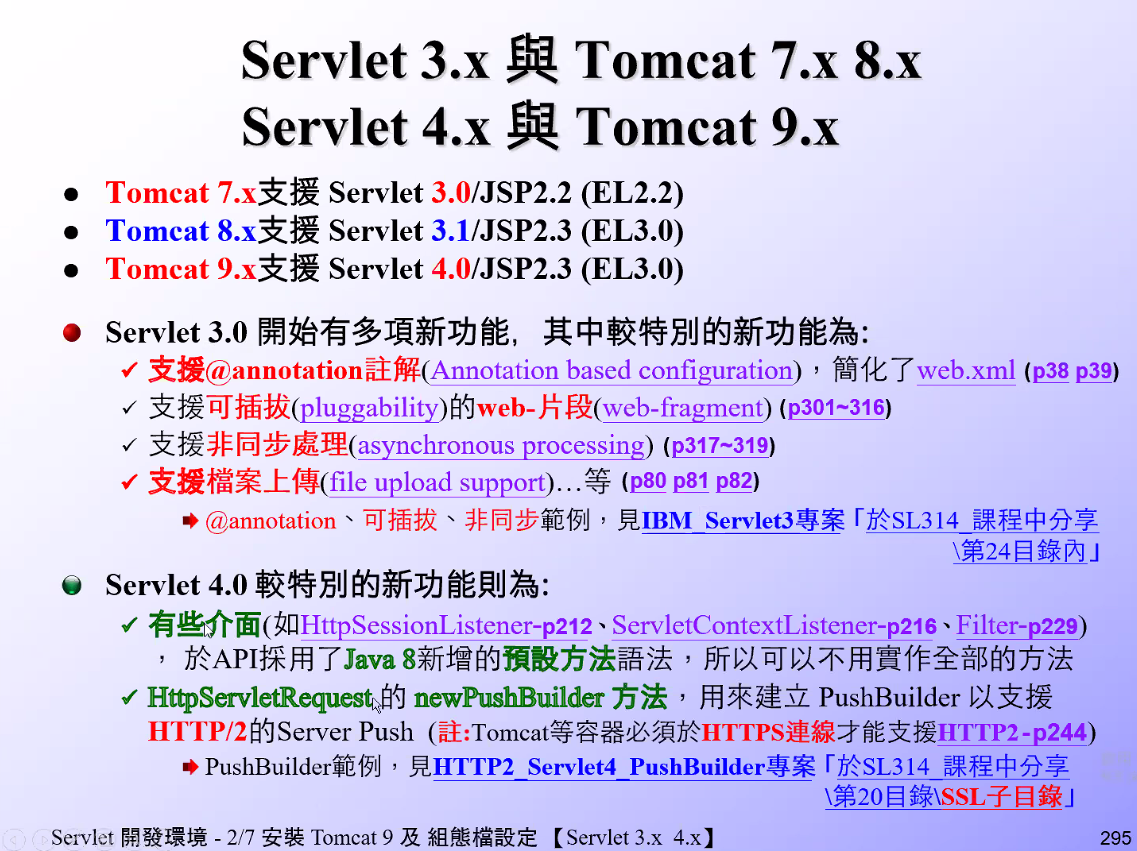 Servlet 3.x 與 Tomcat 7.x 8.x
Servlet 4.x 與 Tomcat 9.x
Tomcat 7.x支援 Servlet 3.0/JSP2.2 (EL2.2)
Tomcat 8.x支援 Servlet 3.1/JSP2.3 (EL3.0)
Tomcat 9.x支援 Servlet 4.0/JSP2.3 (EL3.0)
Servlet 3.0 開始有多項新功能，其中較特別的新功能為:
支援@annotation註解(Annotation based configuration)，簡化了web.xml (p38 p39)
支援可插拔(pluggability)的web-片段(web-fragment) (p301~316)
支援非同步處理(asynchronous processing) (p317~319)
支援檔案上傳(file upload support)…等 (p80 p81 p82)
@annotation、可插拔、非同步範例，見IBM_Servlet3專案「於SL314_課程中分享
\第24目錄內」
Servlet 4.0 較特別的新功能則為:
有些介面(如HttpSessionListener-p212、ServletContextListener-p216、Filter-p229)
，於API採用了Java 8新增的預設方法語法，所以可以不用實作全部的方法
HttpServletRequest的 newPushBuilder 方法，用來建立 PushBuilder 以支援
HTTP/2的Server Push (註:Tomcat等容器必須於HTTPS連線才能支援HTTP2-p244)
PushBuilder範例，見HTTP2_Servlet4_PushBuilder專案「於SL314_課程中分享
\第20目錄\SSL子目錄」
Servlet 開發環境 - 2/7 安裝 Tomcat 9 及 組態檔設定 【Servlet 3.x 4.x】
295